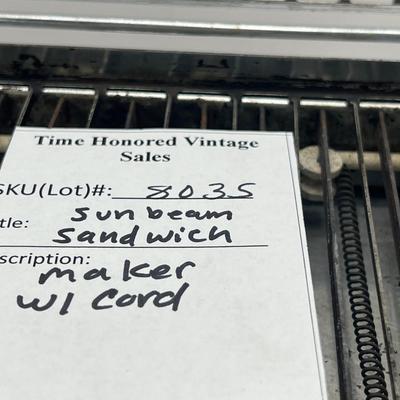 Time Honored Vintage
Sales
SKU(Lot)#: 8035
tle: Sunbeam
Sandwich
scription:
maker
w/ Cord